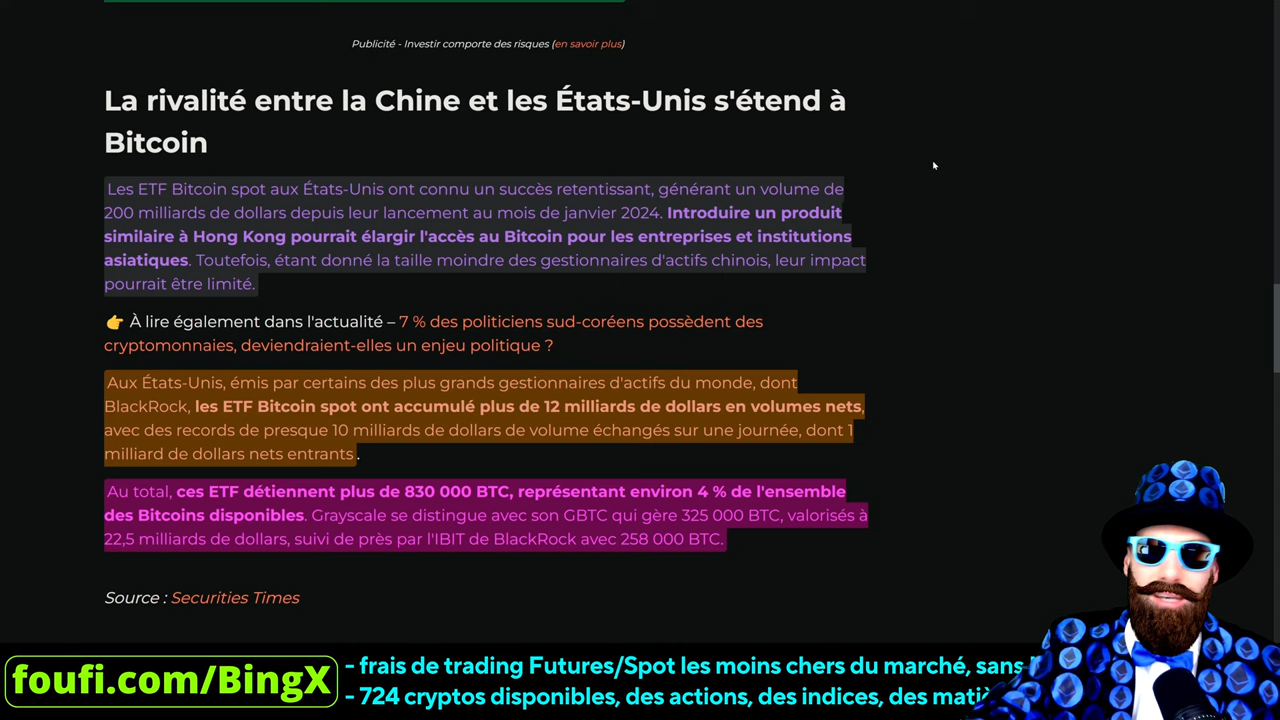 Publicité - Investir comporte des risques (en savoir plus)
La rivalité entre la Chine et les États-Unis s'étend à
Bitcoin
Les ETF Bitcoin spot aux États-Unis ont connu un succès retentissant, générant un volume de
200 milliards de dollars depuis leur lancement au mois de janvier 2024. Introduire un produit
similaire à Hong Kong pourrait élargir l'accès au Bitcoin pour les entreprises et institutions
asiatiques. Toutefois, étant donné la taille moindre des gestionnaires d'actifs chinois, leur impact
pourrait être limité.
👉 À lire également dans l'actualité – 7 % des politiciens sud-coréens possèdent des
cryptomonnaies, deviendraient-elles un enjeu politique ?
Aux États-Unis, émis par certains des plus grands gestionnaires d'actifs du monde, dont
BlackRock, les ETF Bitcoin spot ont accumulé plus de 12 milliards de dollars en volumes nets,
avec des records de presque 10 milliards de dollars de volume échangés sur une journée, dont 1
milliard de dollars nets entrants.
Au total, ces ETF détiennent plus de 830 000 BTC, représentant environ 4 % de l'ensemble
des Bitcoins disponibles. Grayscale se distingue avec son GBTC qui gère 325 000 BTC, valorisés à
22,5 milliards de dollars, suivi de près par l'IBIT de BlackRock avec 258 000 BTC.
Source : Securities Times
foufi.com/BingX
- frais de trading Futures/Spot les moins chers du marché, sans
- 724 cryptos disponibles, des actions, des indices, des